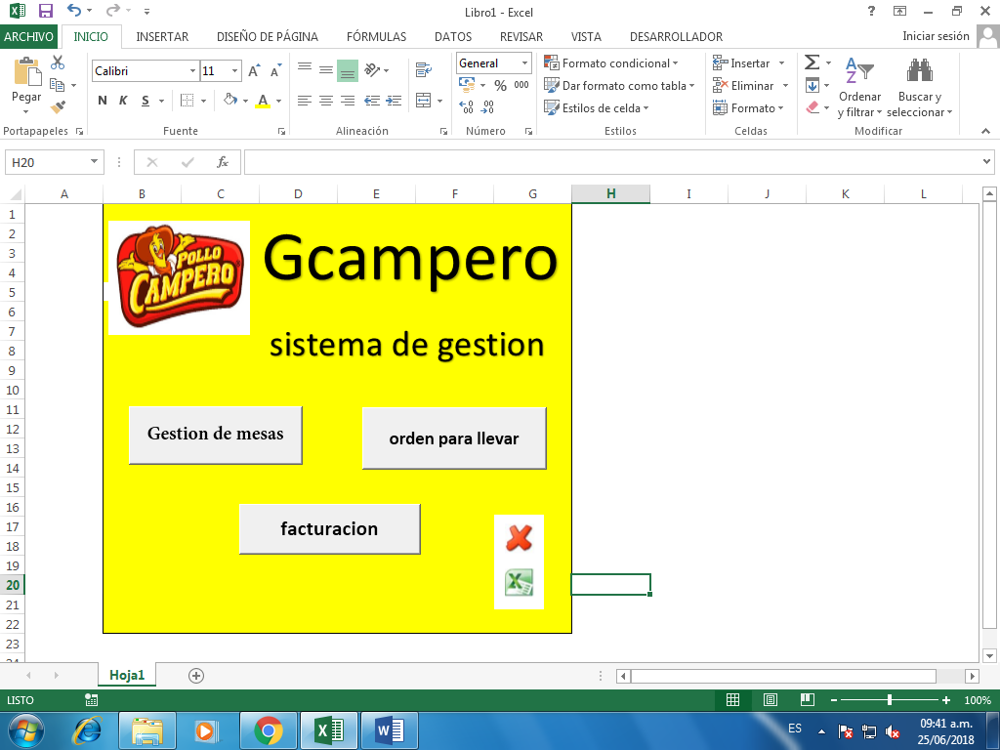 Libro1 - Excel
ARCHIVO INICIO INSERTAR DISEÑO DE PÁGINA FÓRMULAS DATOS REVISAR VISTA DESARROLLADOR Iniciar sesión
Calibri 11 General Formato condicional Insertar
Pegar Dar formato como tabla Eliminar Ordenar y filtrar Buscar y seleccionar
N K S % 000 Estilos de celda Formato
Portapapeles Fuente Alineación Número Estilos Celdas Modificar
H20 fx
A B C D E F G H I J K L
1
2
3
4
5
6
7
8
9
10
11
12
13
14
15
16
17
18
19
20
21
22
23
POLLO
CAMPERO
Gcampero
sistema de gestion
Gestion de mesas orden para llevar
facturacion
Hoja1
LISTO 100%
ES 09:41 a.m.
25/06/2018